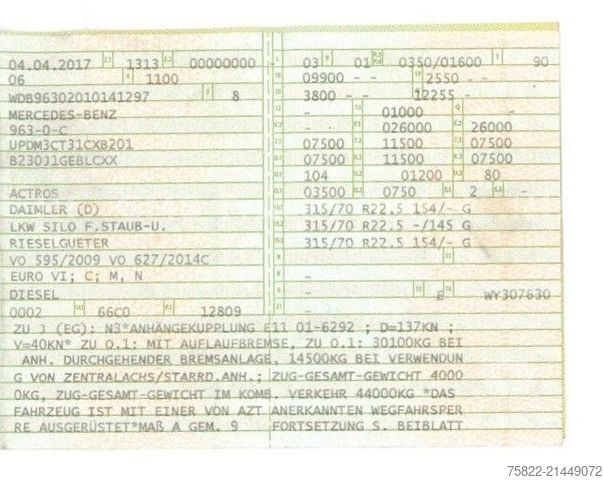 04.04.2017 1313 00000000
06 1100
WDB96302010141297 8
MERCEDES-BENZ
963-0-C
UPDM3CT31CXB201
B230J1GEBLCXX
ACTROS
DAIMLER (D)
LKW SILO F.STAUB-U.
RIESELGUETER
VO 595/2009 VO 627/2014C
EURO VI; C; M, N
DIESEL
0002 66C0 12809
03 01 0350/01600 90
09900 - - 2550 - -
3800 - - 12255 -
- 01000 -
- 026000 26000
07500 11500 07500
07500 11500 07500
104 01200 80
03500 0750 2 -
315/70 R22.5 154/- G
315/70 R22.5 -/145 G
315/70 R22.5 154/- G
-
-
- E WY307630
-
ZU J (EG): N3*ANHÄNGEKUPPLUNG E11 01-6292 ; D=137KN ;
V=40KN* ZU O.1: MIT AUFLAUFBREMSE, ZU O.1: 30100KG BEI
ANH. DURCHGEHENDER BREMSANLAGE, 14500KG BEI VERWENDUN
G VON ZENTRALACHS/STARRD.ANH.; ZUG-GESAMT-GEWICHT 4000
0KG, ZUG-GESAMT-GEWICHT IM KOMB. VERKEHR 44000KG *DAS
FAHRZEUG IST MIT EINER VON AZT ANERKANNTEN WEGFAHRSPER
RE AUSGERÜSTET*MAß A GEM. 9 FORTSETZUNG S. BEIBLATT
75822-21449072